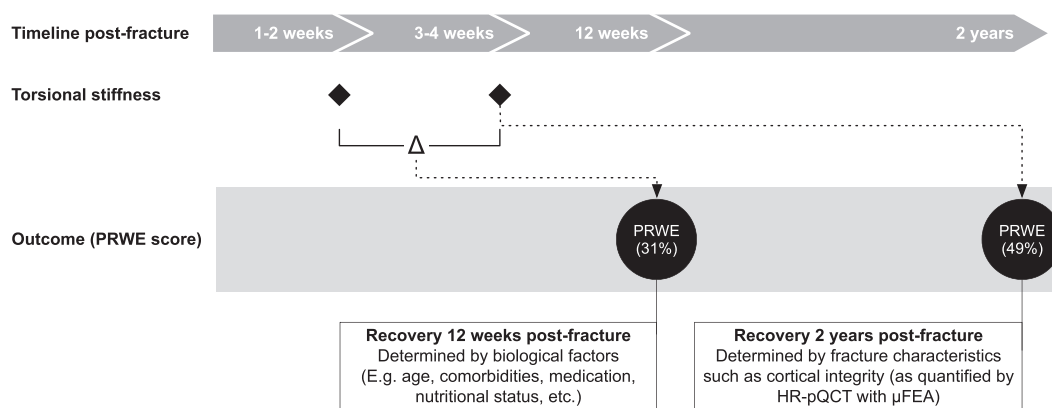 Timeline post-fracture
1-2 weeks
3-4 weeks
12 weeks
2 years
Torsional stiffness
Δ
Outcome (PRWE score)
PRWE
(31%)
PRWE
(49%)
Recovery 12 weeks post-fracture
Determined by biological factors
(E.g. age, comorbidities, medication,
nutritional status, etc.)
Recovery 2 years post-fracture
Determined by fracture characteristics
such as cortical integrity (as quantified by
HR-pQCT with µFEA)